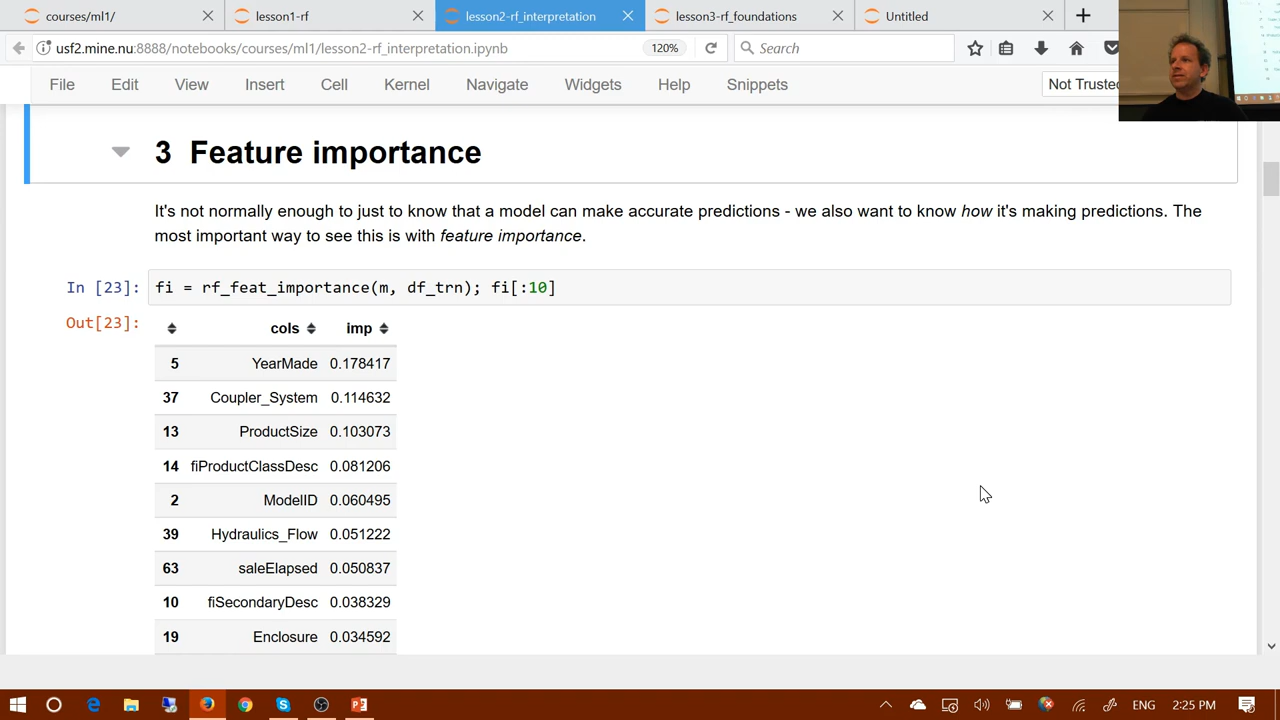 courses/ml1/
lesson1-rf
lesson2-rf_interpretation
lesson3-rf_foundations
Untitled
usf2.mine.nu:8888/notebooks/courses/ml1/lesson2-rf_interpretation.ipynb
120%
Search
File Edit View Insert Cell Kernel Navigate Widgets Help Snippets
Not Trusted
3 Feature importance
It's not normally enough to just to know that a model can make accurate predictions - we also want to know how it's making predictions. The
most important way to see this is with feature importance.
In [23]: fi = rf_feat_importance(m, df_trn); fi[:10]
Out[23]:
cols imp
5 YearMade 0.178417
37 Coupler_System 0.114632
13 ProductSize 0.103073
14 fiProductClassDesc 0.081206
2 ModelID 0.060495
39 Hydraulics_Flow 0.051222
63 saleElapsed 0.050837
10 fiSecondaryDesc 0.038329
19 Enclosure 0.034592
ENG 2:25 PM